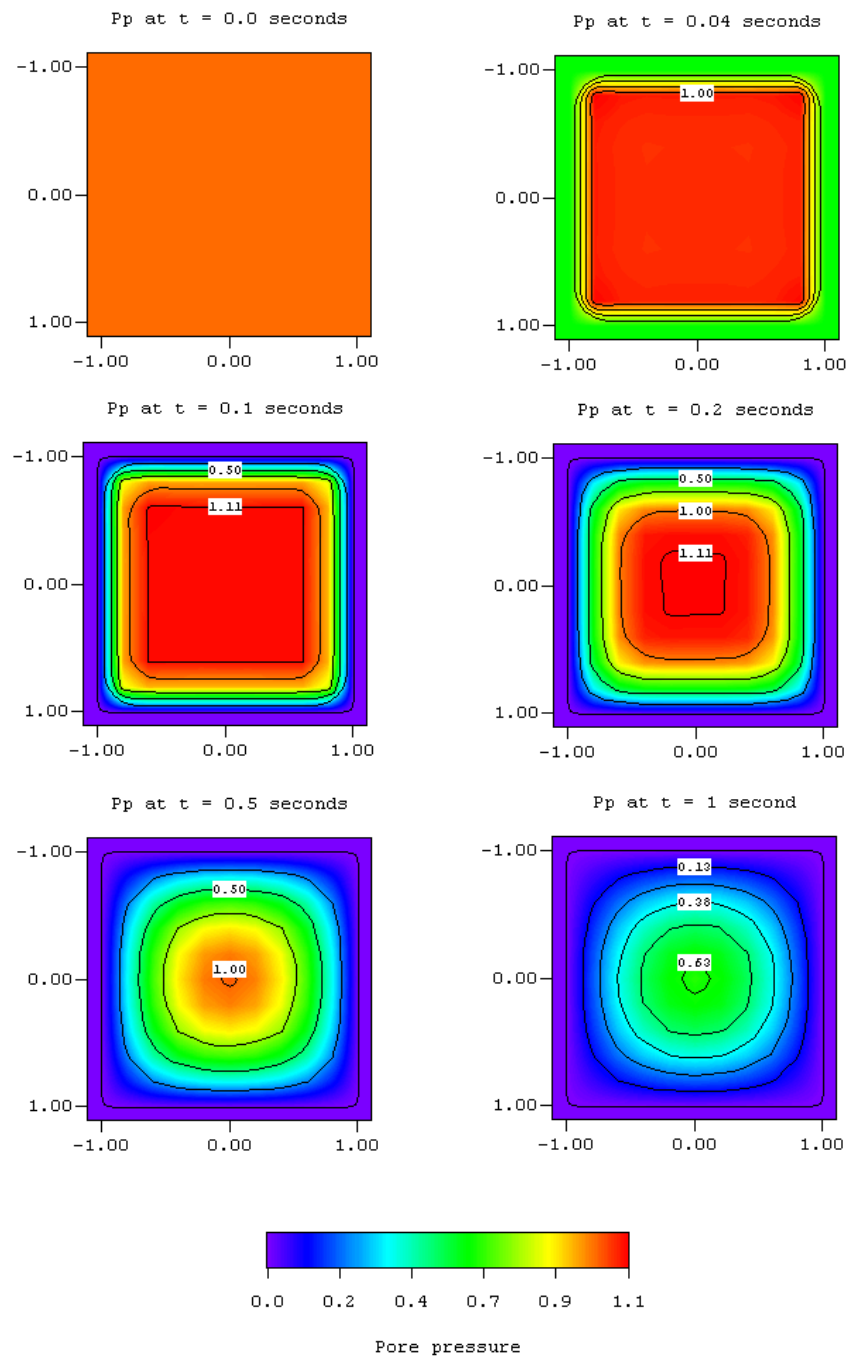 Pp at t = 0.0 seconds
Pp at t = 0.04 seconds
-1.00
0.00
1.00
-1.00 0.00 1.00
-1.00
0.00
1.00
1.00
-1.00 0.00 1.00
Pp at t = 0.1 seconds
Pp at t = 0.2 seconds
-1.00
0.00
1.00
0.50
1.11
-1.00 0.00 1.00
-1.00
0.00
1.00
0.50
1.00
1.11
-1.00 0.00 1.00
Pp at t = 0.5 seconds
Pp at t = 1 second
-1.00
0.00
1.00
0.50
1.00
-1.00 0.00 1.00
-1.00
0.00
1.00
0.13
0.38
0.63
-1.00 0.00 1.00
0.0 0.2 0.4 0.7 0.9 1.1
Pore pressure